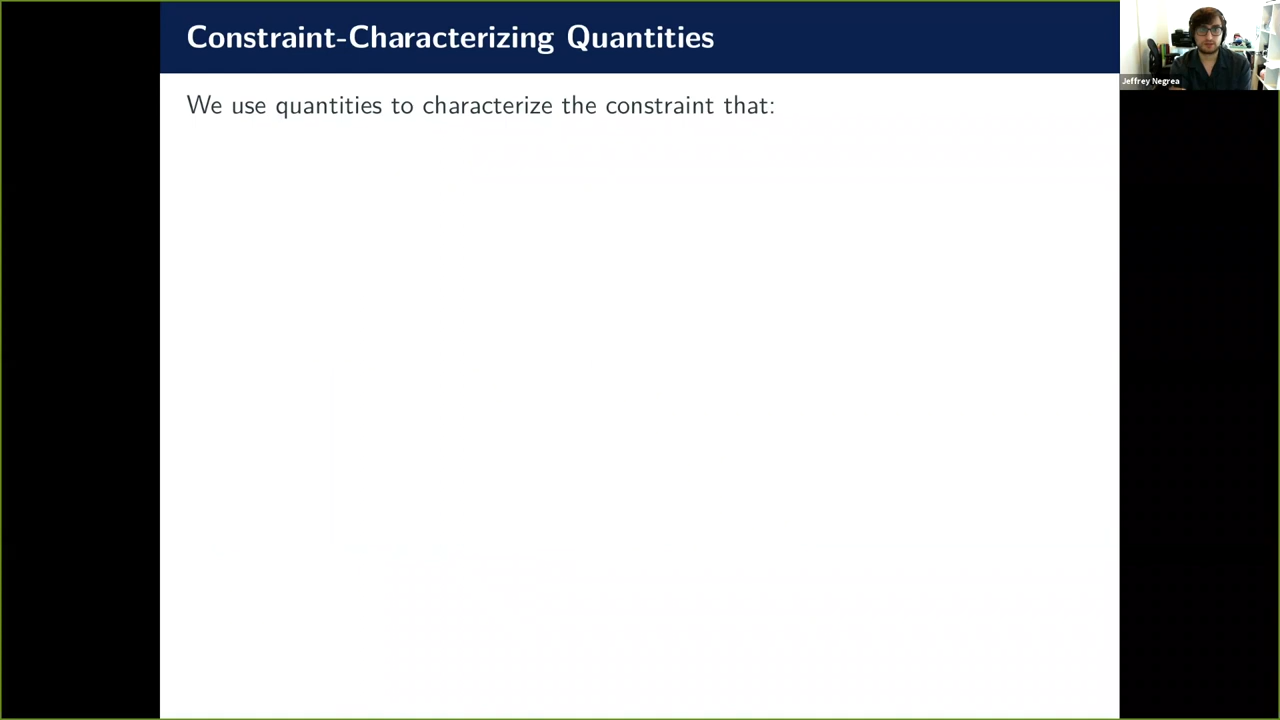 Constraint-Characterizing Quantities
We use quantities to characterize the constraint that:
Jeffrey Negrea